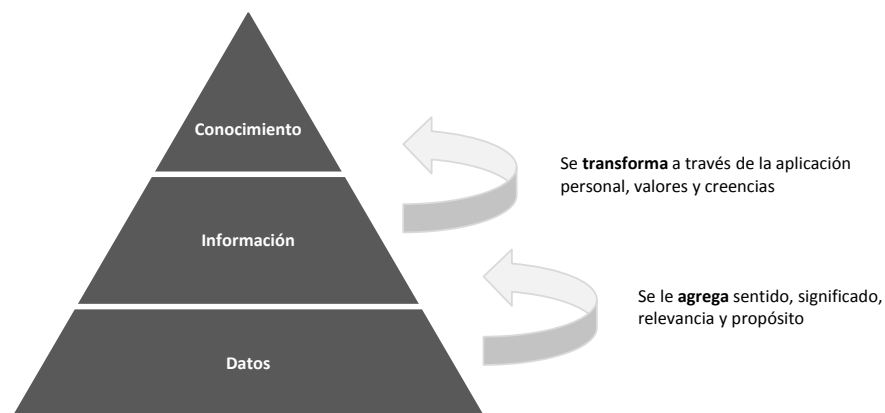 Conocimiento
Se transforma a través de la aplicación
personal, valores y creencias
Información
Se le agrega sentido, significado,
relevancia y propósito
Datos